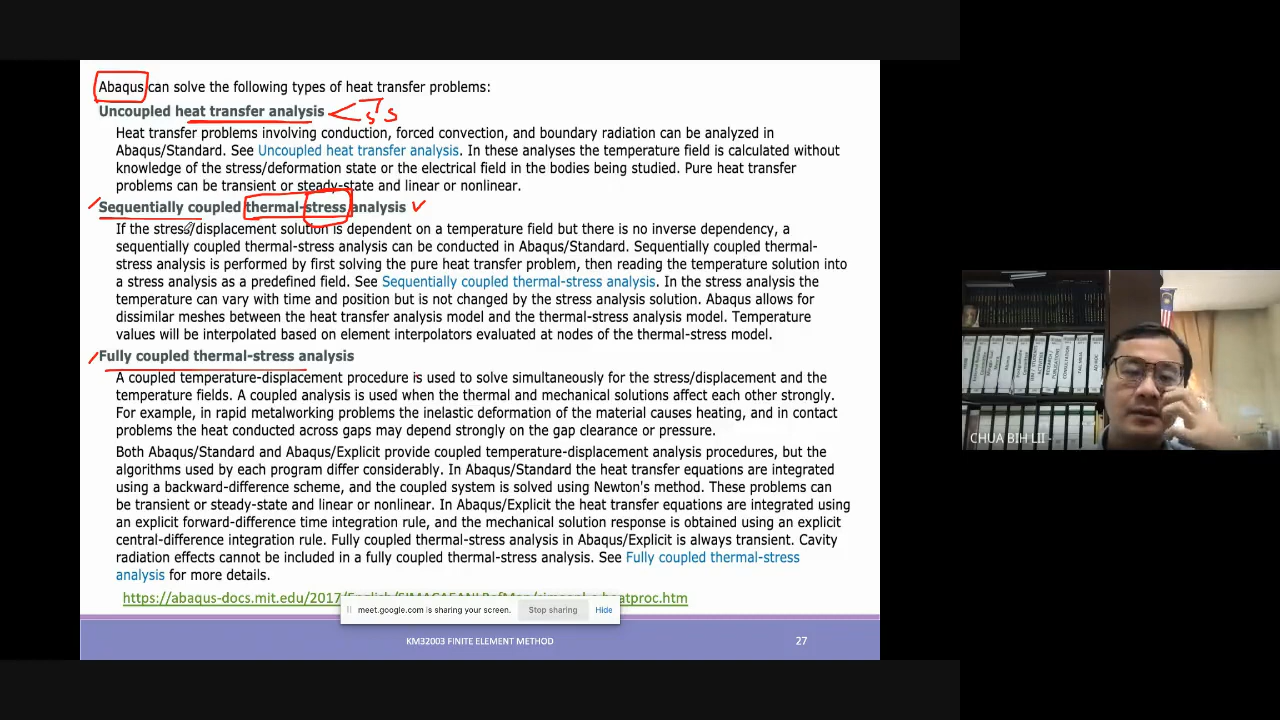 Abaqus can solve the following types of heat transfer problems:
Uncoupled heat transfer analysis
Heat transfer problems involving conduction, forced convection, and boundary radiation can be analyzed in
Abaqus/Standard. See Uncoupled heat transfer analysis. In these analyses the temperature field is calculated without
knowledge of the stress/deformation state or the electrical field in the bodies being studied. Pure heat transfer
problems can be transient or steady-state and linear or nonlinear.
Sequentially coupled thermal-stress analysis
If the stress/displacement solution is dependent on a temperature field but there is no inverse dependency, a
sequentially coupled thermal-stress analysis can be conducted in Abaqus/Standard. Sequentially coupled thermal-
stress analysis is performed by first solving the pure heat transfer problem, then reading the temperature solution into
a stress analysis as a predefined field. See Sequentially coupled thermal-stress analysis. In the stress analysis the
temperature can vary with time and position but is not changed by the stress analysis solution. Abaqus allows for
dissimilar meshes between the heat transfer analysis model and the thermal-stress analysis model. Temperature
values will be interpolated based on element interpolators evaluated at nodes of the thermal-stress model.
Fully coupled thermal-stress analysis
A coupled temperature-displacement procedure is used to solve simultaneously for the stress/displacement and the
temperature fields. A coupled analysis is used when the thermal and mechanical solutions affect each other strongly.
For example, in rapid metalworking problems the inelastic deformation of the material causes heating, and in contact
problems the heat conducted across gaps may depend strongly on the gap clearance or pressure.
Both Abaqus/Standard and Abaqus/Explicit provide coupled temperature-displacement analysis procedures, but the
algorithms used by each program differ considerably. In Abaqus/Standard the heat transfer equations are integrated
using a backward-difference scheme, and the coupled system is solved using Newton's method. These problems can
be transient or steady-state and linear or nonlinear. In Abaqus/Explicit the heat transfer equations are integrated using
an explicit forward-difference time integration rule, and the mechanical solution response is obtained using an explicit
central-difference integration rule. Fully coupled thermal-stress analysis in Abaqus/Explicit is always transient. Cavity
radiation effects cannot be included in a fully coupled thermal-stress analysis. See Fully coupled thermal-stress
analysis for more details.
https://abaqus-docs.mit.edu/2017/
meet.google.com is sharing your screen. Stop sharing Hide
KM32003 FINITE ELEMENT METHOD 27
CHUA BIH LII -